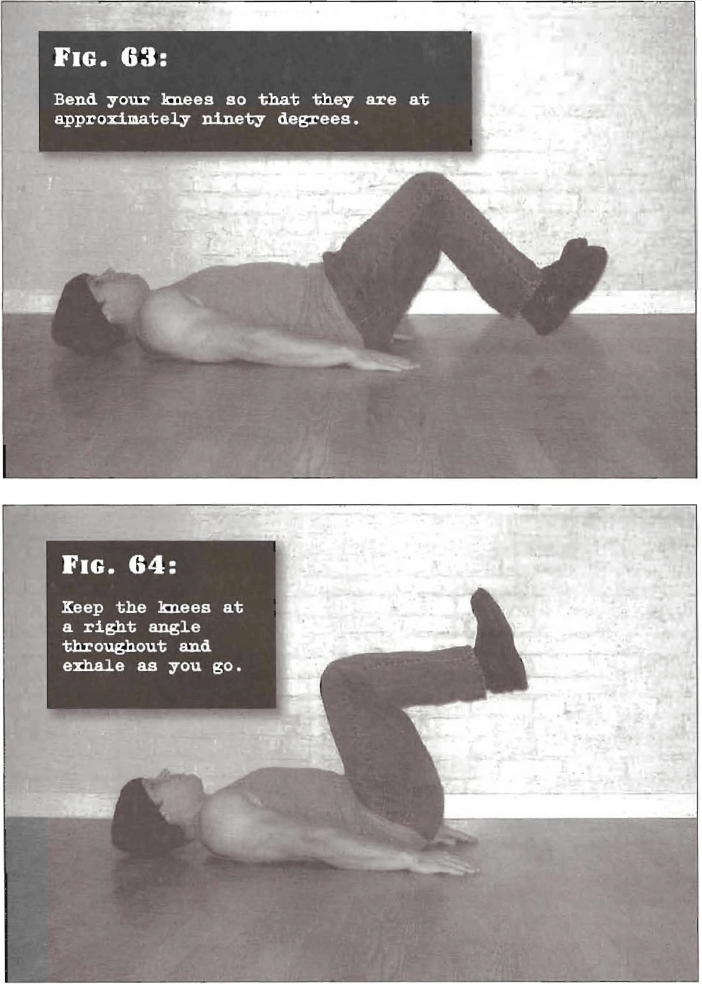 FIG. 63:
Bend your knees so that they are at
approximately ninety degrees.
FIG. 64:
Keep the knees at
a right angle
throughout and
exhale as you go.